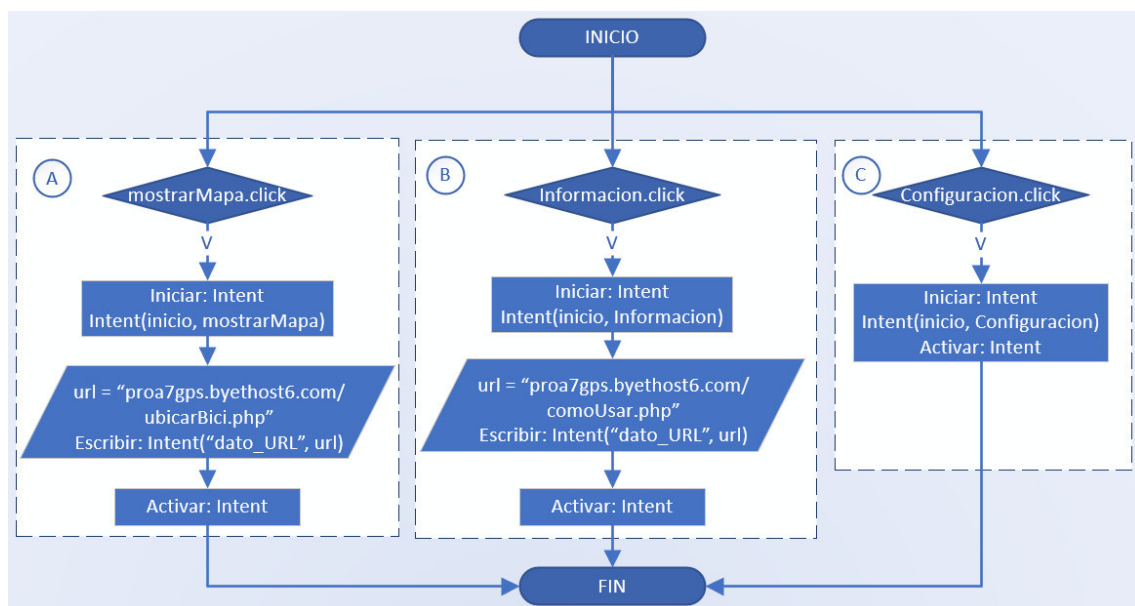 INICIO
A
mostrarMapa.click
V
Iniciar: Intent
Intent(inicio, mostrarMapa)
url = “proa7gps.byethost6.com/
ubicarBici.php”
Escribir: Intent(“dato_URL”, url)
Activar: Intent
B
Informacion.click
V
Iniciar: Intent
Intent(inicio, Informacion)
url = “proa7gps.byethost6.com/
comoUsar.php”
Escribir: Intent(“dato_URL”, url)
Activar: Intent
C
Configuracion.click
V
Iniciar: Intent
Intent(inicio, Configuracion)
Activar: Intent
FIN